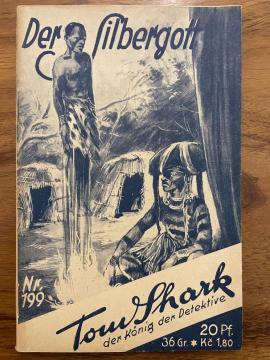 Der Silbergott
Nr.
199
Tom Shark
der König der Detektive
20 Pf.
36 Gr. * Kč 1,80